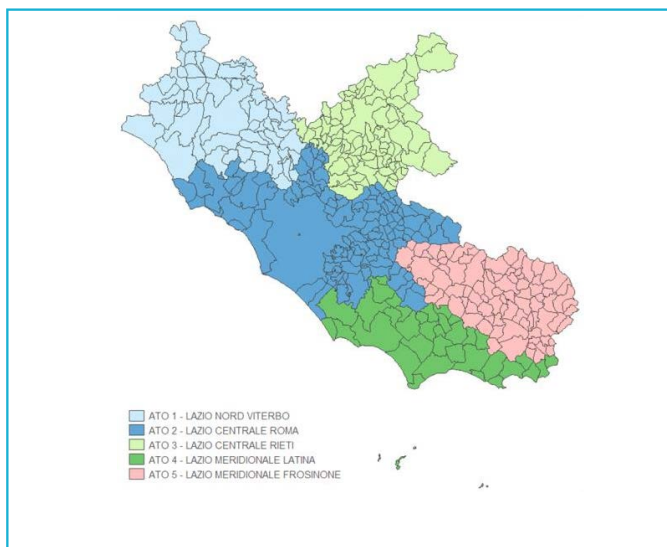 ATO 1 - LAZIO NORD VITERBO
ATO 2 - LAZIO CENTRALE ROMA
ATO 3 - LAZIO CENTRALE RIETI
ATO 4 - LAZIO MERIDIONALE LATINA
ATO 5 - LAZIO MERIDIONALE FROSINONE